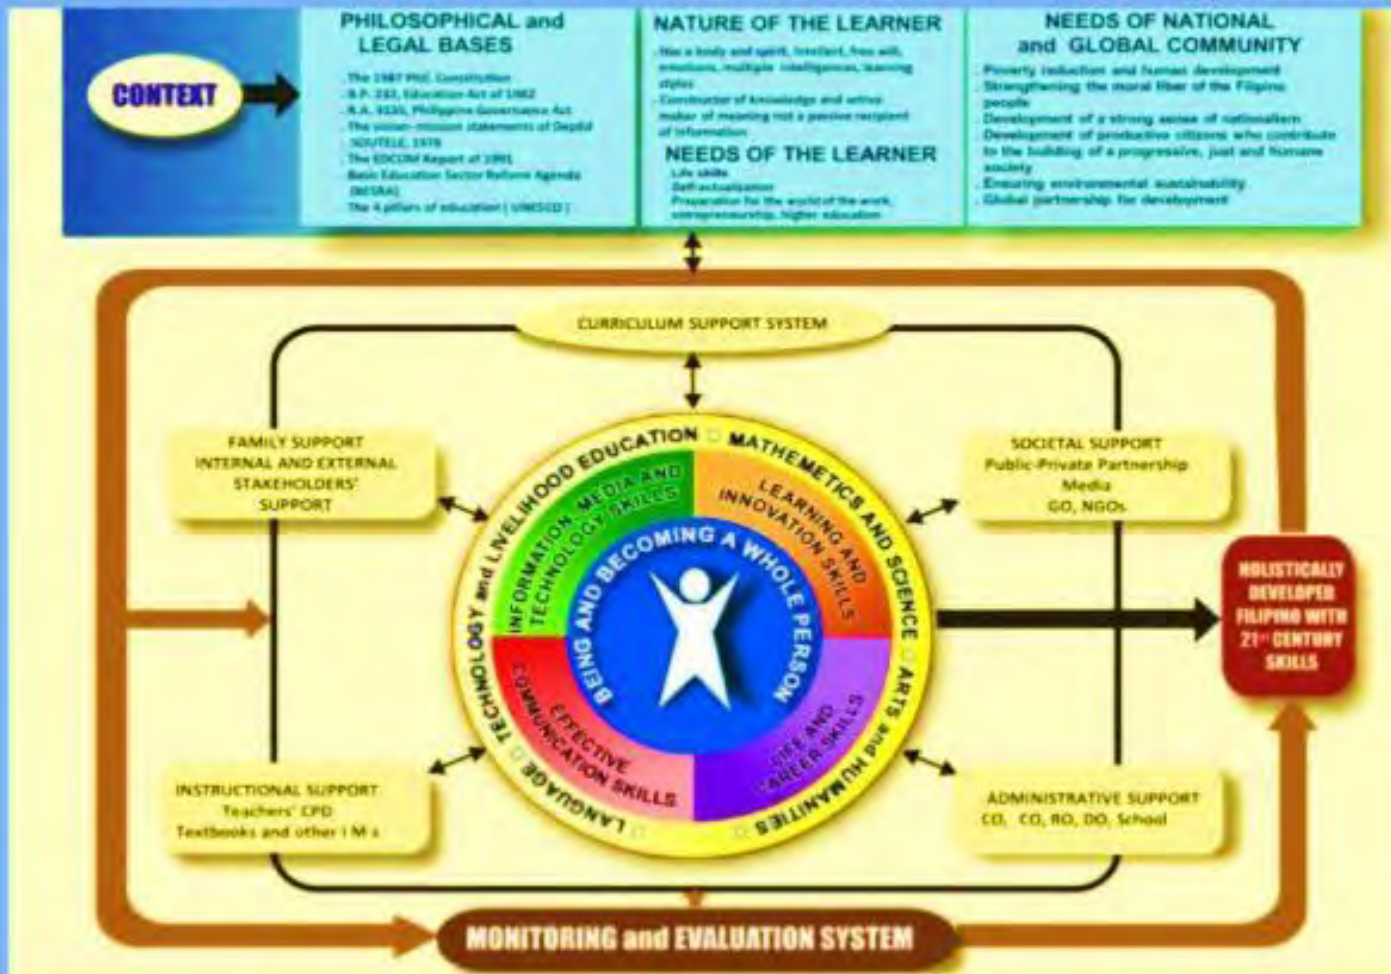 CONTEXT
PHILOSOPHICAL and
LEGAL BASES
. The 1987 Phil. Constitution
. B.P. 232, Education Act of 1982
. R.A. 9155, Philippine Governance Act
. The vision-mission statements of DepEd
. SOUTELE, 1976
. The EDCOM Report of 1991
. Basic Education Sector Reform Agenda
(BESRA)
. The 4 pillars of education ( UNESCO )
NATURE OF THE LEARNER
. Has a body and spirit, intellect, free will,
emotions, multiple intelligences, learning
styles
. Constructor of knowledge and active
maker of meaning not a passive recipient
of information
NEEDS OF THE LEARNER
. Life skills
. Self-actualization
. Preparation for the world of the work,
entrepreneurship, higher education
NEEDS OF NATIONAL
and GLOBAL COMMUNITY
. Poverty reduction and human development
. Strengthening the moral fiber of the Filipino
people
. Development of a strong sense of nationalism
. Development of productive citizens who contribute
to the building of a progressive, just and humane
society
. Ensuring environmental sustainability
. Global partnership for development
CURRICULUM SUPPORT SYSTEM
FAMILY SUPPORT
INTERNAL AND EXTERNAL
STAKEHOLDERS'
SUPPORT
SOCIETAL SUPPORT
Public-Private Partnership
Media
GO, NGOs
TECHNOLOGY and LIVELIHOOD EDUCATION
MATHEMETICS AND SCIENCE
ARTS and HUMANITIES
LANGUAGE
INFORMATION, MEDIA AND
TECHNOLOGY SKILLS
LEARNING AND
INNOVATION SKILLS
EFFECTIVE
COMMUNICATION SKILLS
LIFE AND
CAREER SKILLS
BEING AND BECOMING A WHOLE PERSON
HOLISTICALLY
DEVELOPED
FILIPINO WITH
21st CENTURY
SKILLS
INSTRUCTIONAL SUPPORT
Teachers' CPD
Textbooks and other I M s
ADMINISTRATIVE SUPPORT
CO, CO, RO, DO, School
MONITORING and EVALUATION SYSTEM